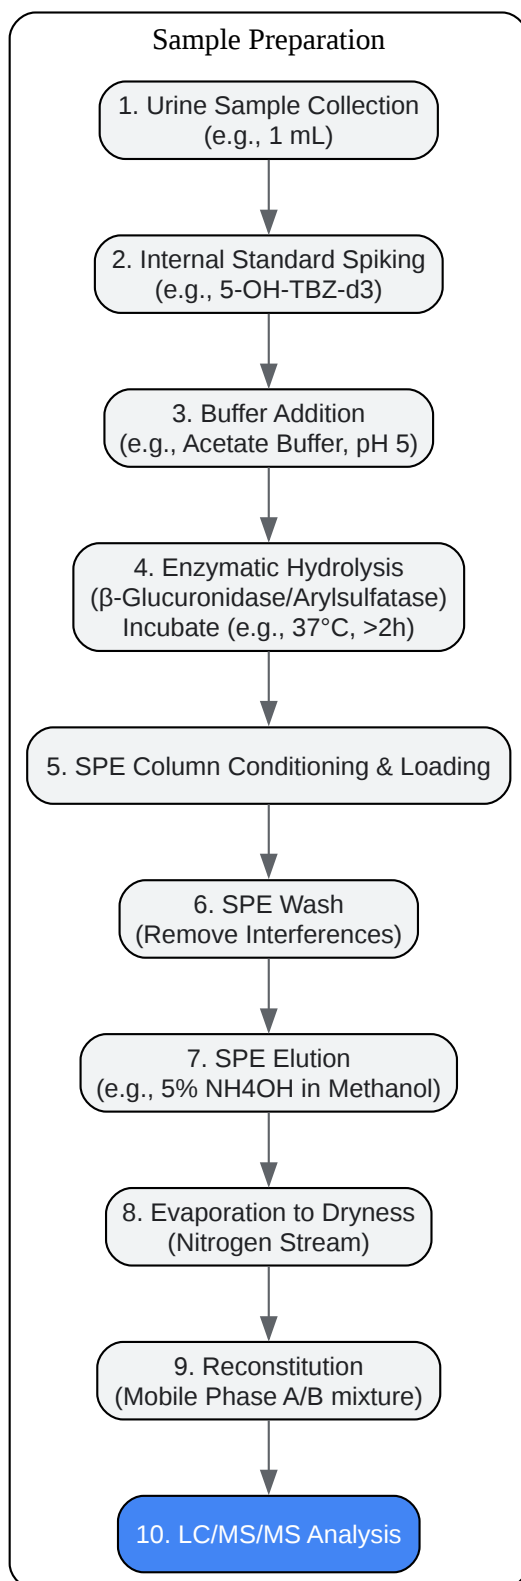 Sample Preparation
1. Urine Sample Collection
(e.g., 1 mL)
2. Internal Standard Spiking
(e.g., 5-OH-TBZ-d3)
3. Buffer Addition
(e.g., Acetate Buffer, pH 5)
4. Enzymatic Hydrolysis
(β-Glucuronidase/Arylsulfatase)
Incubate (e.g., 37°C, >2h)
5. SPE Column Conditioning & Loading
6. SPE Wash
(Remove Interferences)
7. SPE Elution
(e.g., 5% NH4OH in Methanol)
8. Evaporation to Dryness
(Nitrogen Stream)
9. Reconstitution
(Mobile Phase A/B mixture)
10. LC/MS/MS Analysis